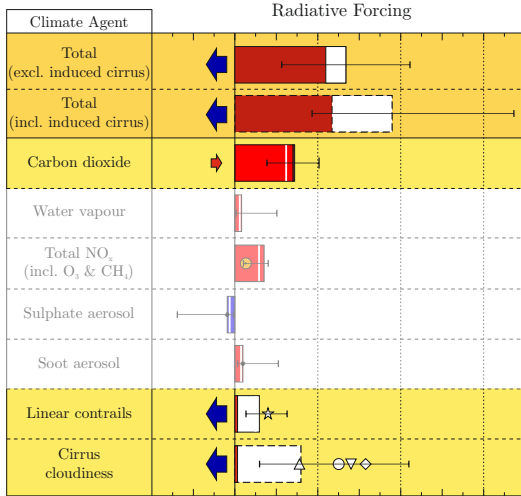 Radiative Forcing
Climate Agent
Total
(excl. induced cirrus)
Total
(incl. induced cirrus)
Carbon dioxide
Water vapour
Total NOₓ
(incl. O₃ & CH₄)
Sulphate aerosol
Soot aerosol
Linear contrails
Cirrus
cloudiness